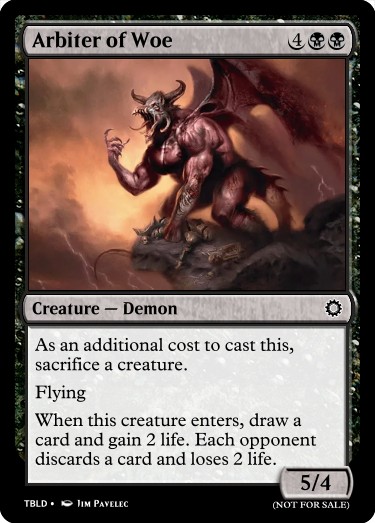 Arbiter of Woe 4
Creature — Demon
As an additional cost to cast this,
sacrifice a creature.
Flying
When this creature enters, draw a
card and gain 2 life. Each opponent
discards a card and loses 2 life.
5/4
TBLD • Jim Pavelec
(NOT FOR SALE)